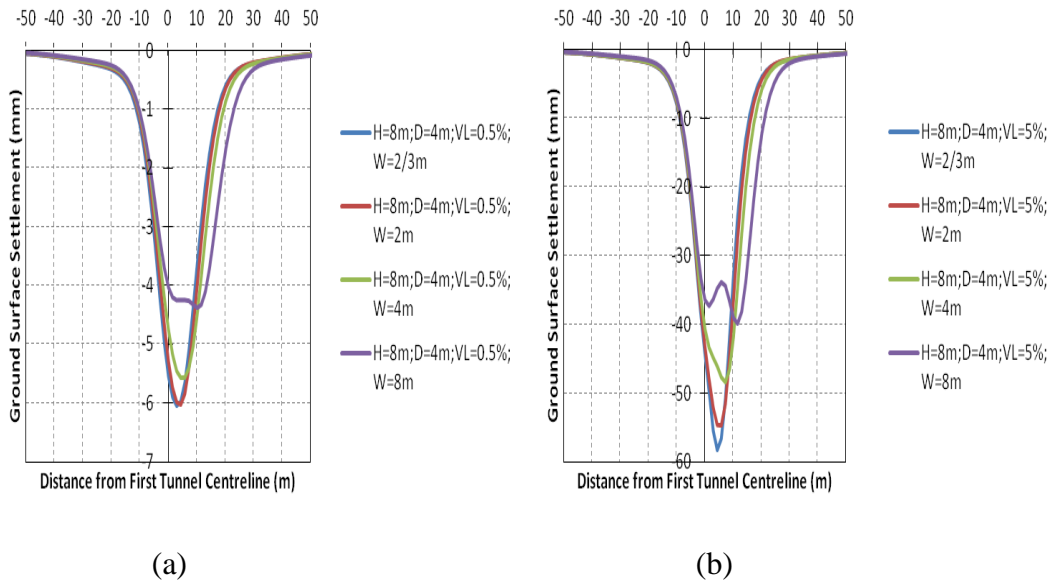 -50 -40 -30 -20 -10 0 10 20 30 40 50
0
-1
-2
-3
-4
-5
-6
-7
Ground Surface Settlement (mm)
Distance from First Tunnel Centreline (m)
H=8m;D=4m;VL=0.5%;
W=2/3m
H=8m;D=4m;VL=0.5%;
W=2m
H=8m;D=4m;VL=0.5%;
W=4m
H=8m;D=4m;VL=0.5%;
W=8m
(a)
-50 -40 -30 -20 -10 0 10 20 30 40 50
0
-10
-20
-30
-40
-50
60
Ground Surface Settlement (mm)
Distance from First Tunnel Centreline (m)
H=8m;D=4m;VL=5%;
W=2/3m
H=8m;D=4m;VL=5%;
W=2m
H=8m;D=4m;VL=5%;
W=4m
H=8m;D=4m;VL=5%;
W=8m
(b)